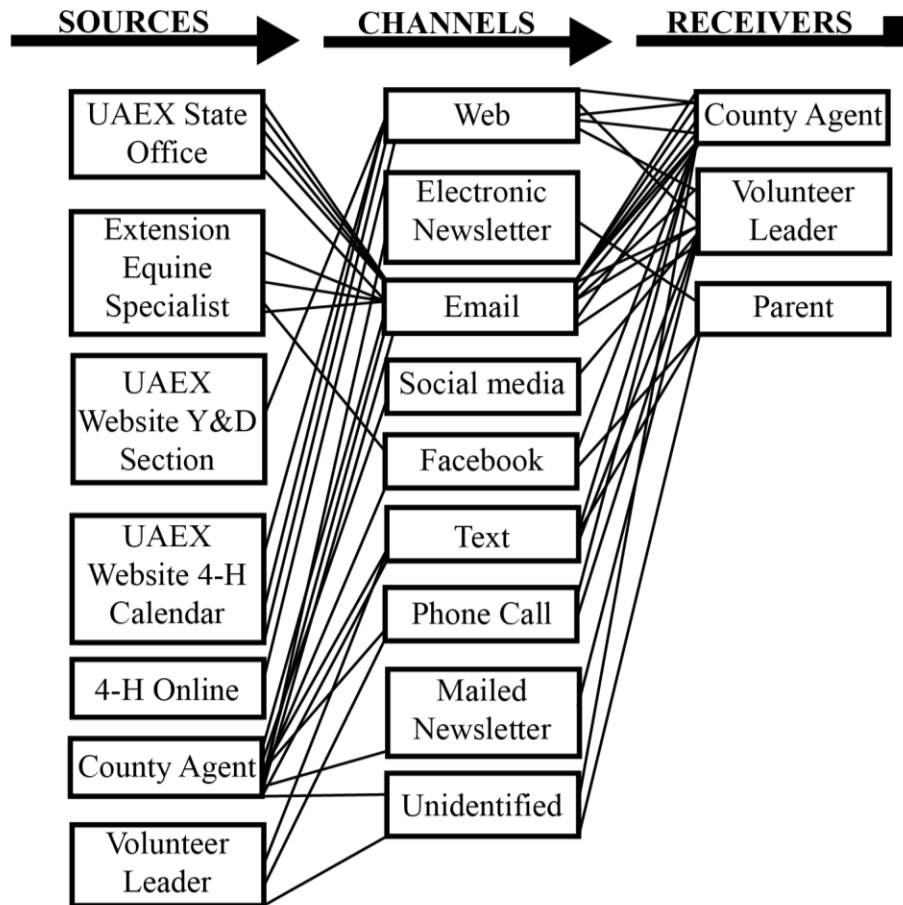 SOURCES
CHANNELS
RECEIVERS
UAEX State
Office
Extension
Equine
Specialist
UAEX
Website Y&D
Section
UAEX
Website 4-H
Calendar
4-H Online
County Agent
Volunteer
Leader
Web
Electronic
Newsletter
Email
Social media
Facebook
Text
Phone Call
Mailed
Newsletter
Unidentified
County Agent
Volunteer
Leader
Parent